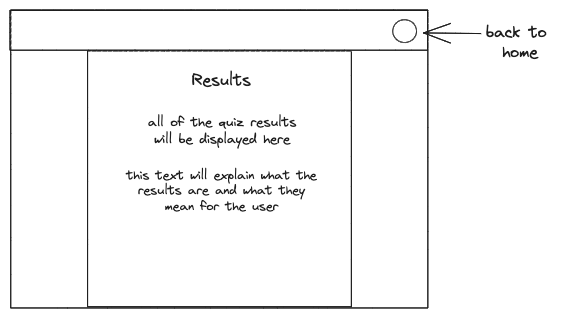 back to
home
Results
all of the quiz results
will be displayed here
this text will explain what the
results are and what they
mean for the user